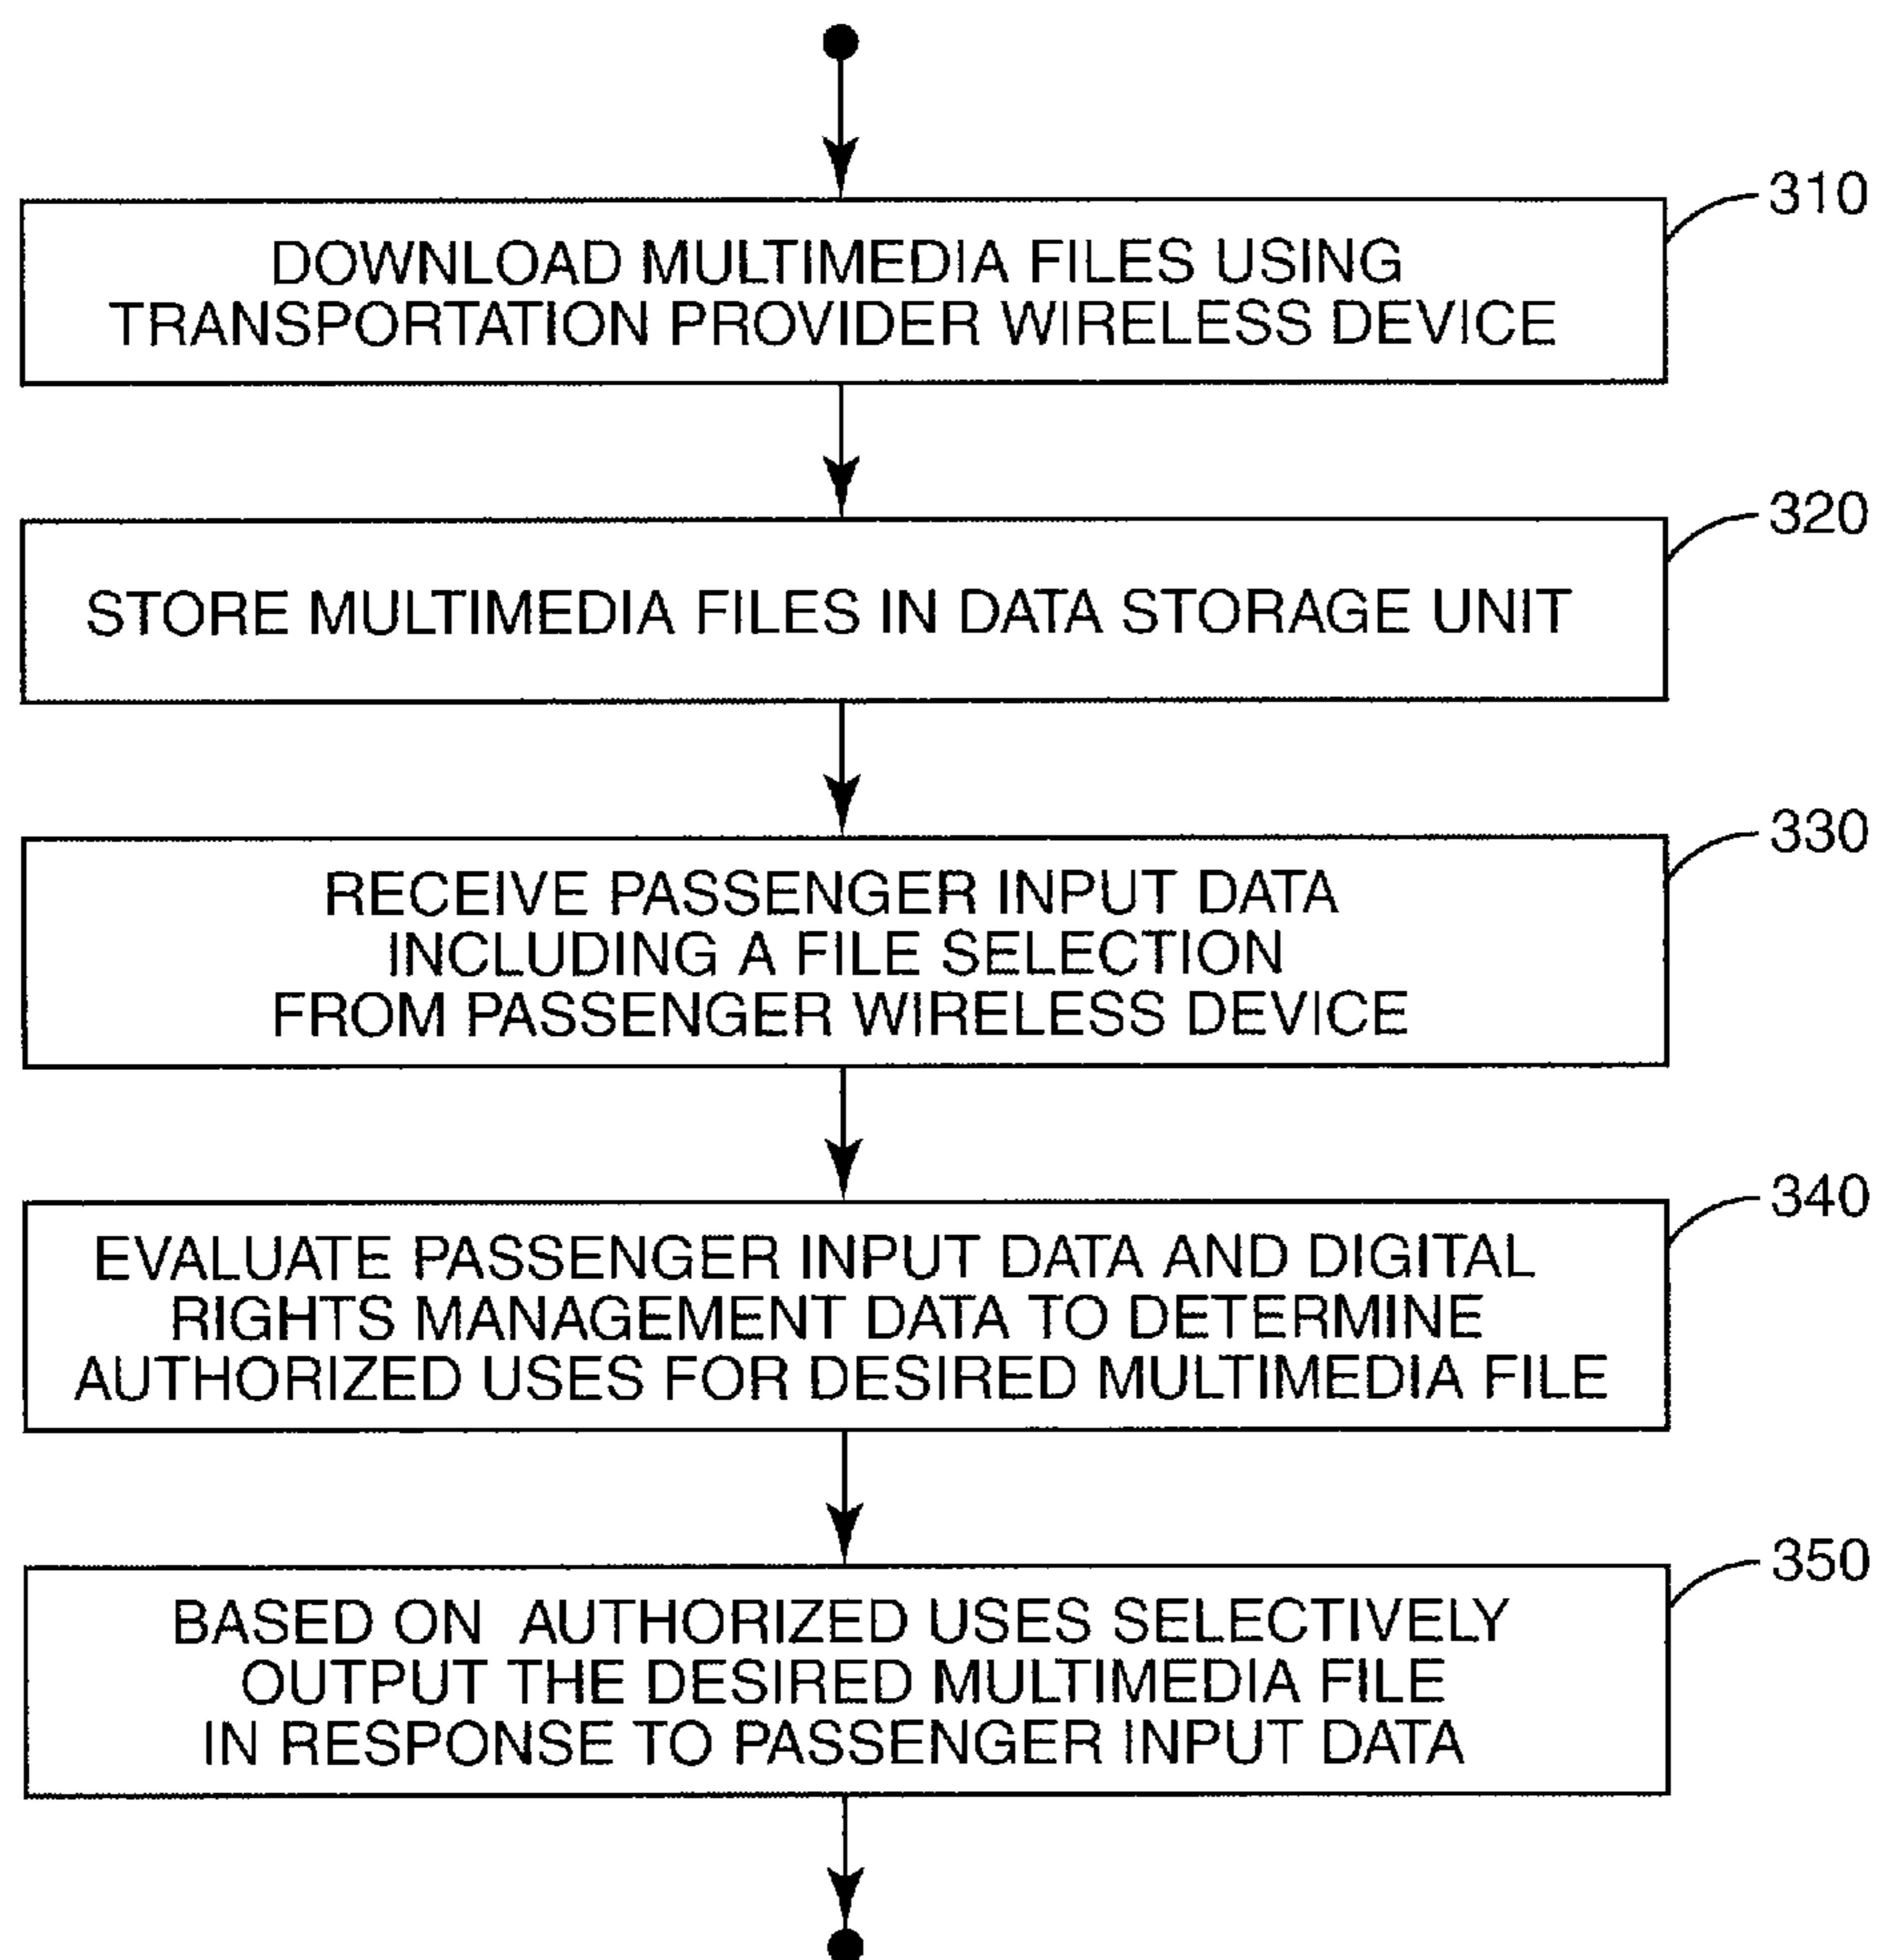 310
DOWNLOAD MULTIMEDIA FILES USING
TRANSPORTATION PROVIDER WIRELESS DEVICE
320
STORE MULTIMEDIA FILES IN DATA STORAGE UNIT
330
RECEIVE PASSENGER INPUT DATA
INCLUDING A FILE SELECTION
FROM PASSENGER WIRELESS DEVICE
340
EVALUATE PASSENGER INPUT DATA AND DIGITAL
RIGHTS MANAGEMENT DATA TO DETERMINE
AUTHORIZED USES FOR DESIRED MULTIMEDIA FILE
350
BASED ON AUTHORIZED USES SELECTIVELY
OUTPUT THE DESIRED MULTIMEDIA FILE
IN RESPONSE TO PASSENGER INPUT DATA